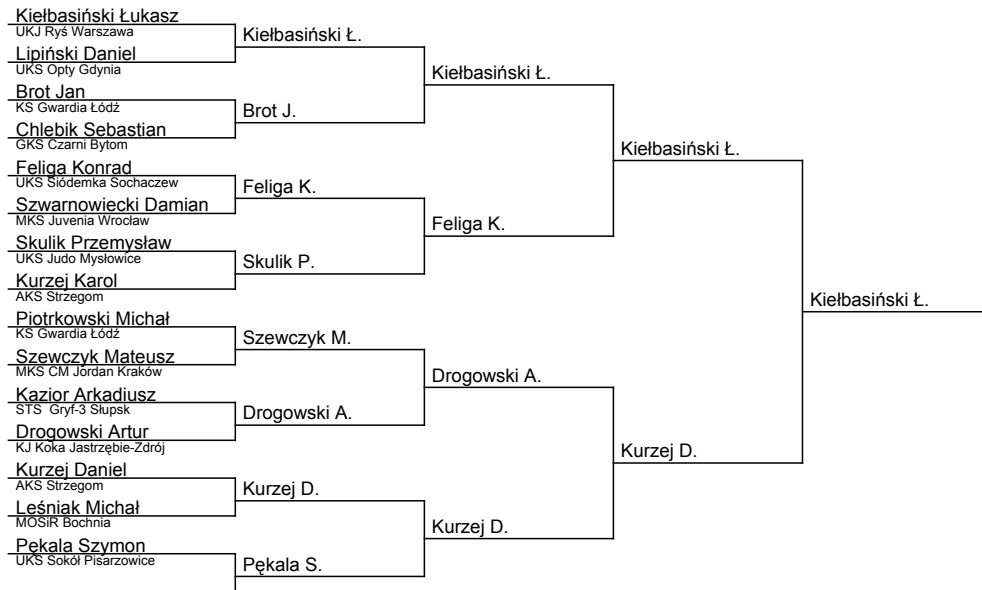 Kiełbasiński Łukasz
UKJ Ryś Warszawa
Lipiński Daniel
UKS Opty Gdynia
Brot Jan
KS Gwardia Łódź
Chlebik Sebastian
GKS Czarni Bytom
Feliga Konrad
UKS Siódemka Sochaczew
Szwarnowiecki Damian
MKS Juvenia Wrocław
Skulik Przemysław
UKS Judo Mysłowice
Kurzej Karol
AKS Strzegom
Piotrkowski Michał
KS Gwardia Łódź
Szewczyk Mateusz
MKS CM Jordan Kraków
Kazior Arkadiusz
STS Gryf-3 Słupsk
Drogowski Artur
KJ Koka Jastrzębie-Zdrój
Kurzej Daniel
AKS Strzegom
Leśniak Michał
MOSiR Bochnia
Pękala Szymon
UKS Sokół Pisarzowice
Kiełbasiński Ł.
Brot J.
Feliga K.
Skulik P.
Szewczyk M.
Drogowski A.
Kurzej D.
Pękala S.
Kiełbasiński Ł.
Feliga K.
Drogowski A.
Kurzej D.
Kiełbasiński Ł.
Kurzej D.
Kiełbasiński Ł.